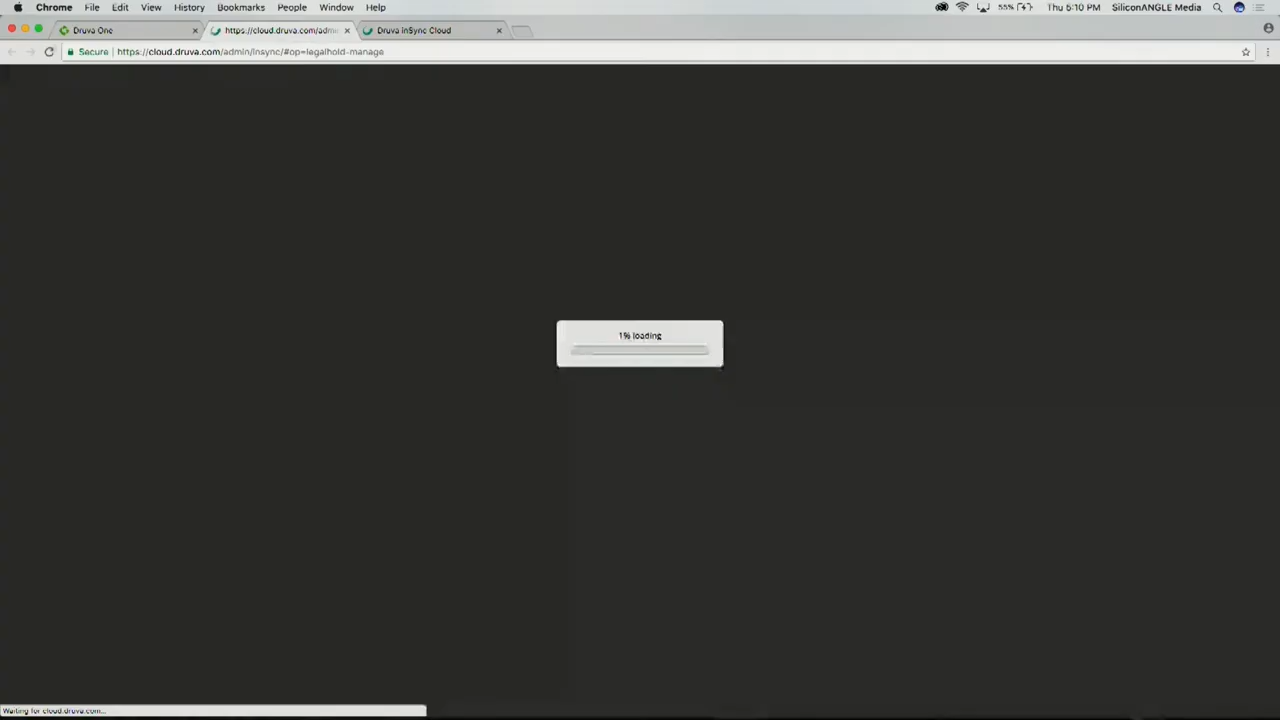 Chrome File Edit View History Bookmarks People Window Help 55% Thu 5:10 PM SiliconANGLE Media
Druva One https://cloud.druva.com/admi Druva inSync Cloud
Secure https://cloud.druva.com/admin/insync/#op=legalhold-manage
1% loading
Waiting for cloud.druva.com...